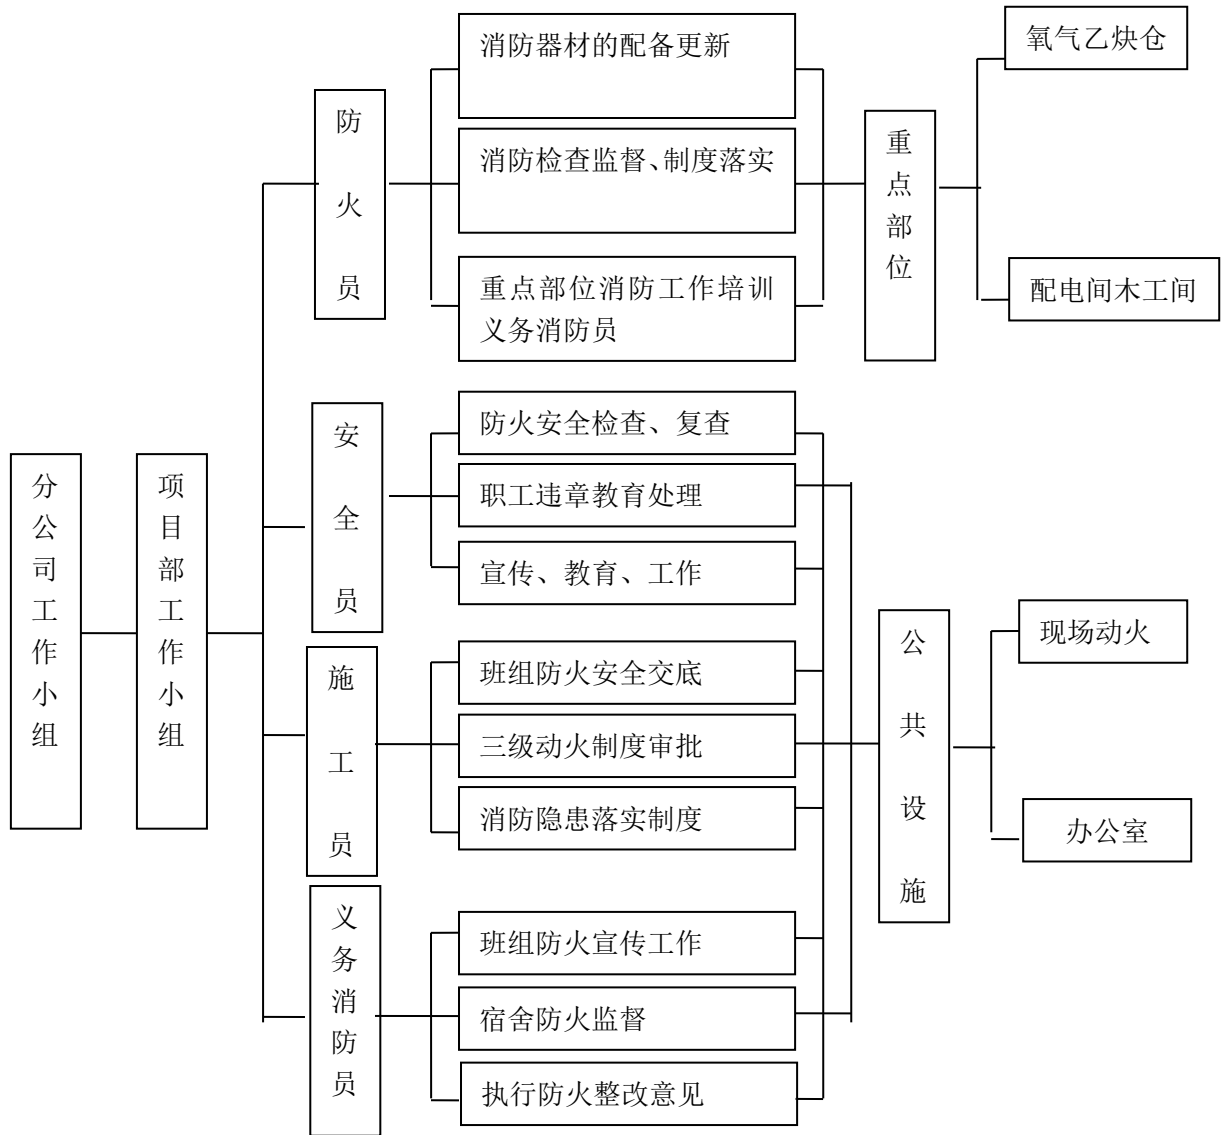 分公司工作小组
项目部工作小组
防火员
消防器材的配备更新
消防检查监督、制度落实
重点部位消防工作培训
义务消防员
重点部位
氧气乙炔仓
配电间木工间
安全员
防火安全检查、复查
职工违章教育处理
宣传、教育、工作
施工员
班组防火安全交底
三级动火制度审批
消防隐患落实制度
义务消防员
班组防火宣传工作
宿舍防火监督
执行防火整改意见
公共设施
现场动火
办公室